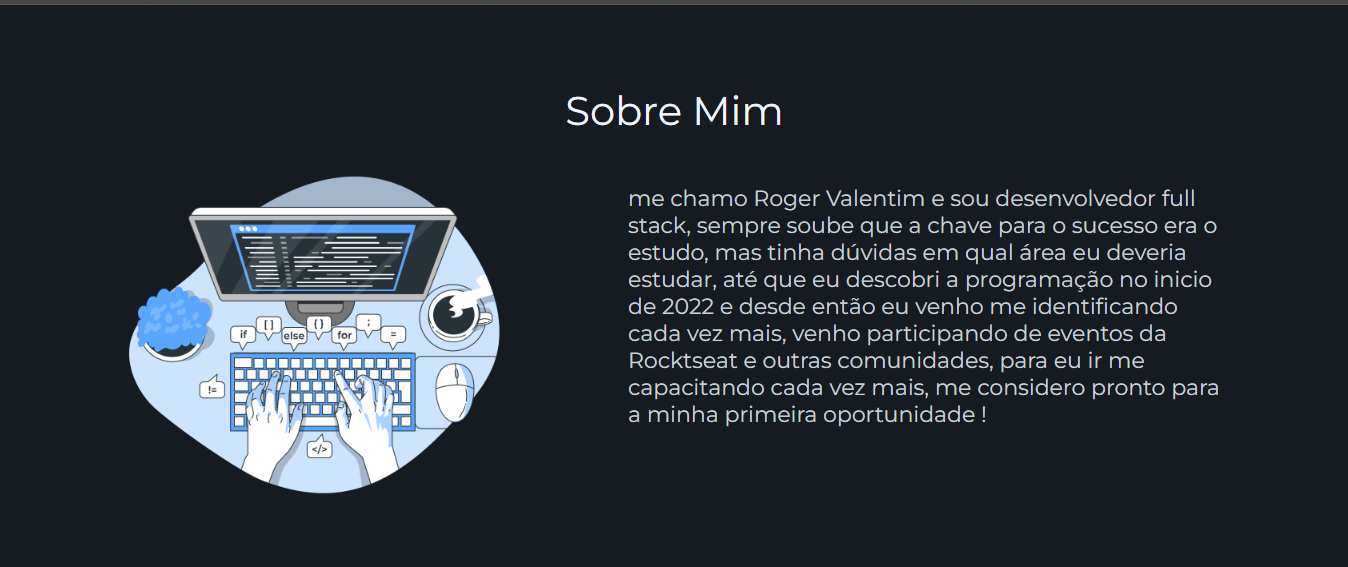 Sobre Mim
me chamo Roger Valentim e sou desenvolvedor full
stack, sempre soube que a chave para o sucesso era o
estudo, mas tinha dúvidas em qual área eu deveria
estudar, até que eu descobri a programação no inicio
de 2022 e desde então eu venho me identificando
cada vez mais, venho participando de eventos da
Rocktseat e outras comunidades, para eu ir me
capacitando cada vez mais, me considero pronto para
a minha primeira oportunidade !
if
[ ]
else
{ }
for
;
=
!=
</>